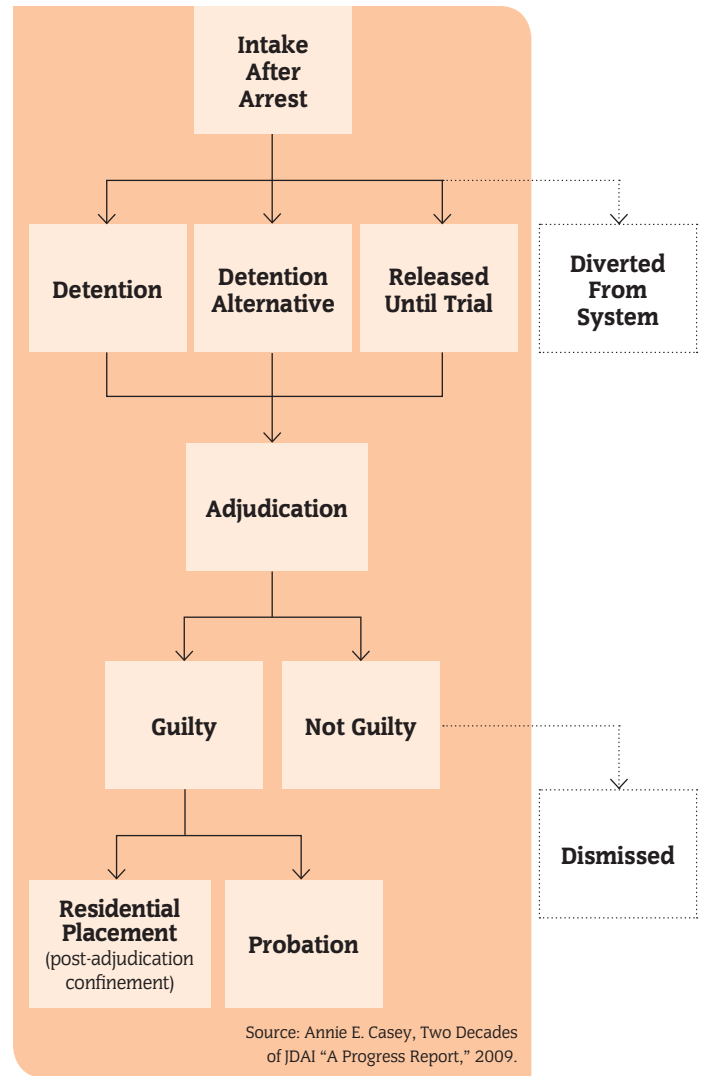 Intake
After
Arrest
Detention
Detention
Alternative
Released
Until Trial
Diverted
From
System
Adjudication
Guilty
Not Guilty
Dismissed
Residential
Placement
(post-adjudication
confinement)
Probation
Source: Annie E. Casey, Two Decades
of JDAI “A Progress Report,” 2009.